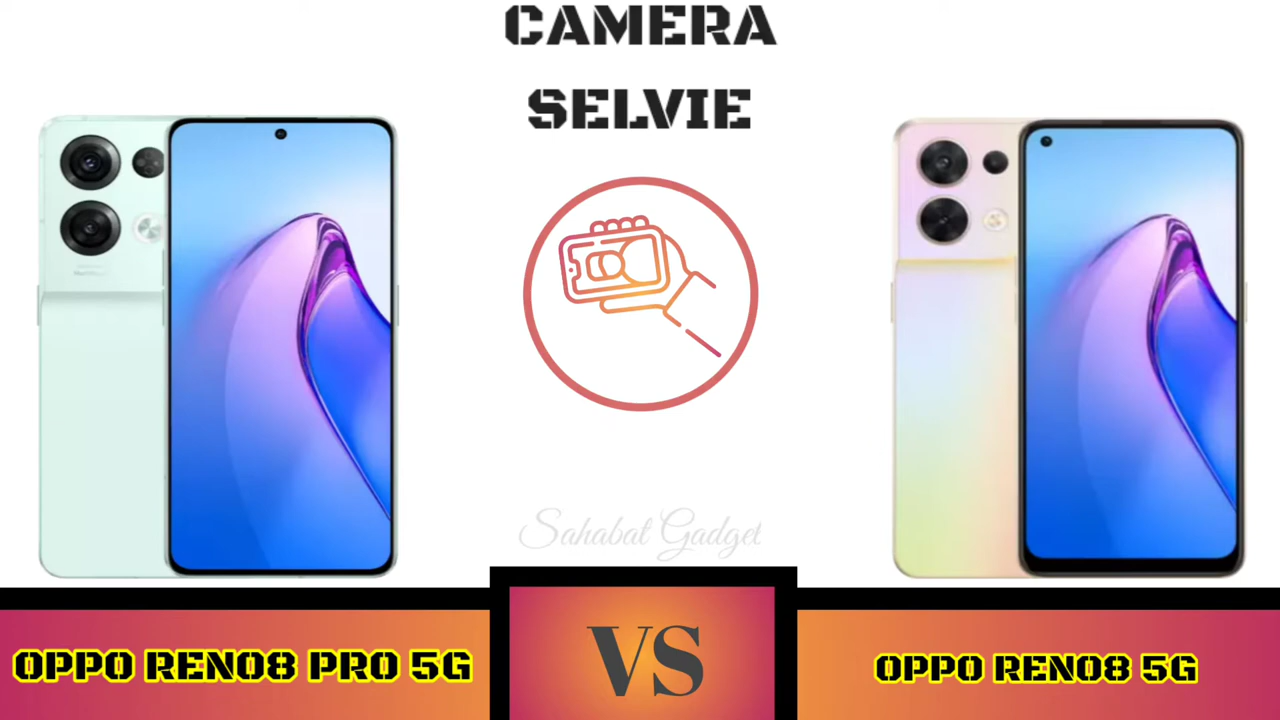 CAMERA
SELVIE
Sahabat Gadget
OPPO RENO8 PRO 5G
VS
OPPO RENO8 5G